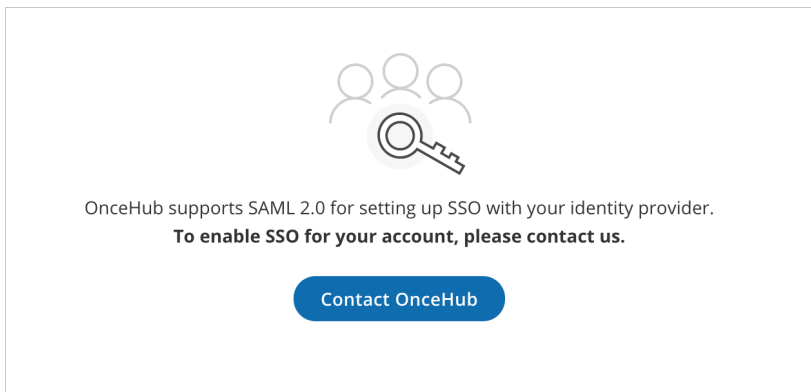 OnceHub supports SAML 2.0 for setting up SSO with your identity provider.
To enable SSO for your account, please contact us.
Contact OnceHub